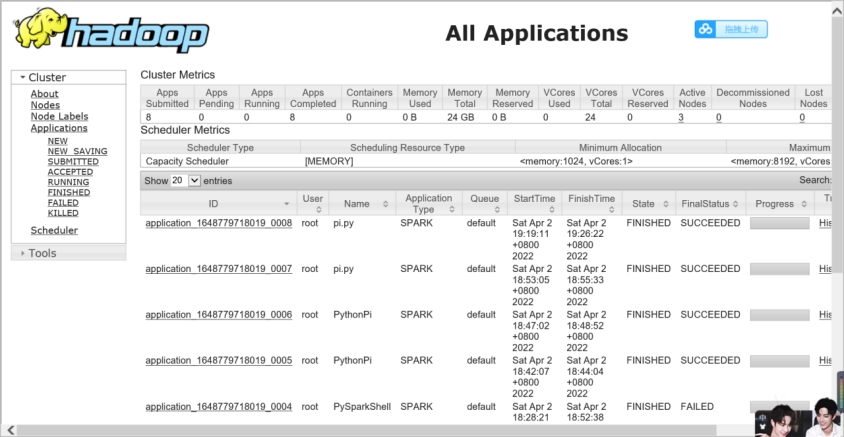 hadoop
All Applications
拖拽上传
Cluster
About
Nodes
Node Labels
Applications
NEW
NEW_SAVING
SUBMITTED
ACCEPTED
RUNNING
FINISHED
FAILED
KILLED
Scheduler
Tools
Cluster Metrics
Apps Submitted Apps Pending Apps Running Apps Completed Containers Running Memory Used Memory Total Memory Reserved VCores Used VCores Total VCores Reserved Active Nodes Decommissioned Nodes Lost Nodes
8 0 0 8 0 0 B 24 GB 0 B 0 24 0 3 0 0
Scheduler Metrics
Scheduler Type Scheduling Resource Type Minimum Allocation Maximum
Capacity Scheduler [MEMORY] <memory:1024, vCores:1> <memory:8192, vCores
Show 20 entries Search:
ID User Name Application Type Queue StartTime FinishTime State FinalStatus Progress Tr
application_1648779718019_0008 root pi.py SPARK default Sat Apr 2 19:19:11 +0800 2022 Sat Apr 2 19:26:22 +0800 2022 FINISHED SUCCEEDED His
application_1648779718019_0007 root pi.py SPARK default Sat Apr 2 18:53:05 +0800 2022 Sat Apr 2 18:55:33 +0800 2022 FINISHED SUCCEEDED His
application_1648779718019_0006 root PythonPi SPARK default Sat Apr 2 18:47:02 +0800 2022 Sat Apr 2 18:48:52 +0800 2022 FINISHED SUCCEEDED His
application_1648779718019_0005 root PythonPi SPARK default Sat Apr 2 18:42:07 +0800 2022 Sat Apr 2 18:44:04 +0800 2022 FINISHED SUCCEEDED His
application_1648779718019_0004 root PySparkShell SPARK default Sat Apr 2 18:28:21 Sat Apr 2 18:52:38 FINISHED FAILED